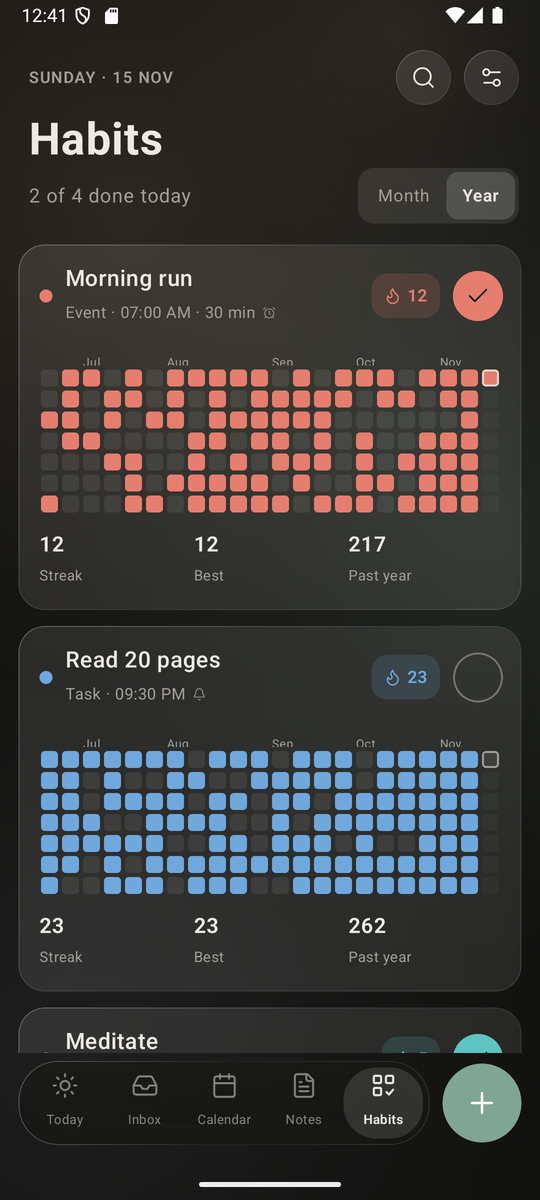 12:41
SUNDAY · 15 NOV
Habits
2 of 4 done today
Month Year
Morning run
Event · 07:00 AM · 30 min
12
Jul Aug Sep Oct Nov
12 12 217
Streak Best Past year
Read 20 pages
Task · 09:30 PM
23
Jul Aug Sep Oct Nov
23 23 262
Streak Best Past year
Meditate
Today Inbox Calendar Notes Habits